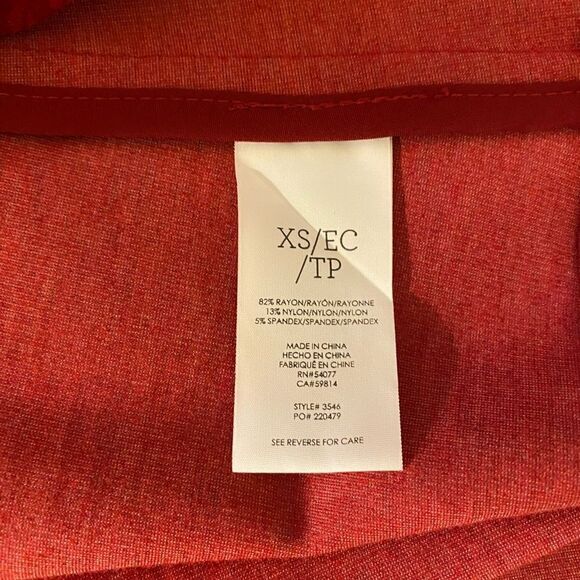 XS/EC
/TP
82% RAYON/RAYÓN/RAYONNE
13% NYLON/NYLON/NYLON
5% SPANDEX/SPANDEX/SPANDEX
MADE IN CHINA
HECHO EN CHINA
FABRIQUÉ EN CHINE
RN#54077
CA#59814
STYLE# 3546
PO# 220479
SEE REVERSE FOR CARE